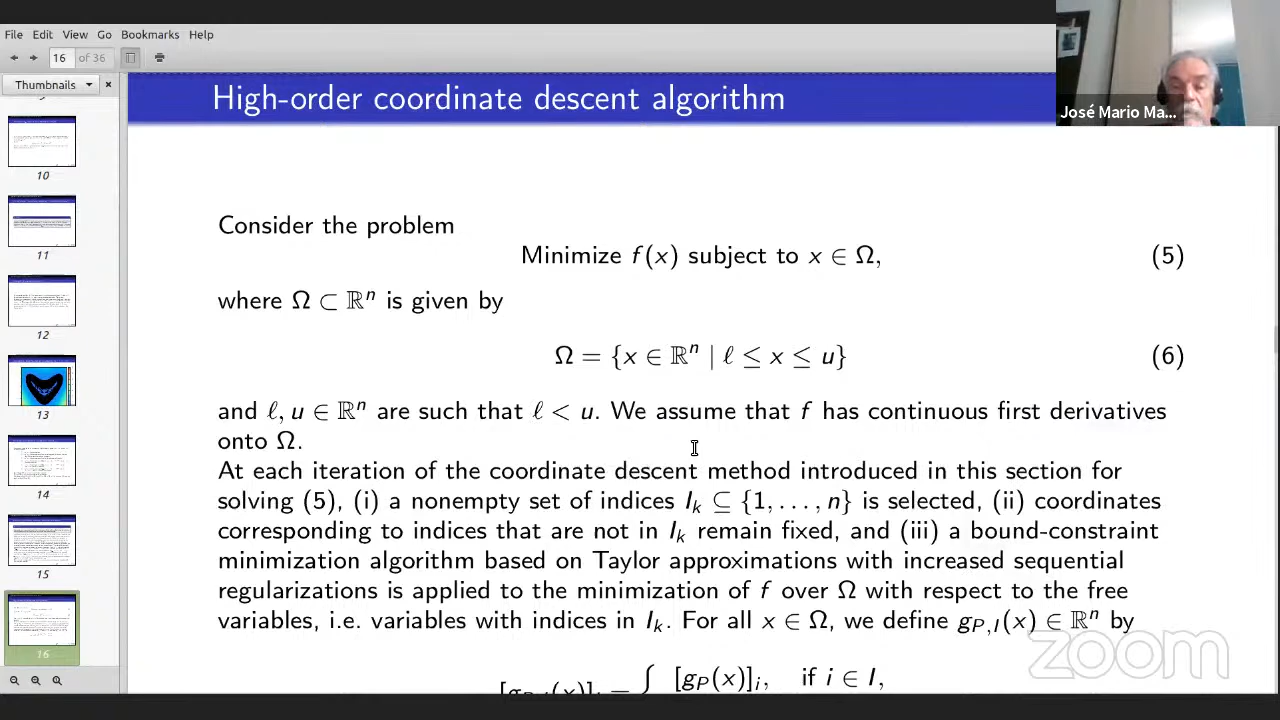 File Edit View Go Bookmarks Help
16 of 36
Thumbnails
High-order coordinate descent algorithm
José Mario Ma...
10
11
12
13
14
15
16
Consider the problem
Minimize f(x) subject to x ∈ Ω, (5)
where Ω ⊂ ℝⁿ is given by
Ω = {x ∈ ℝⁿ | ℓ ≤ x ≤ u} (6)
and ℓ, u ∈ ℝⁿ are such that ℓ < u. We assume that f has continuous first derivatives
onto Ω.
At each iteration of the coordinate descent method introduced in this section for
solving (5), (i) a nonempty set of indices I_k ⊆ {1, . . . , n} is selected, (ii) coordinates
corresponding to indices that are not in I_k remain fixed, and (iii) a bound-constraint
minimization algorithm based on Taylor approximations with increased sequential
regularizations is applied to the minimization of f over Ω with respect to the free
variables, i.e. variables with indices in I_k. For all x ∈ Ω, we define g_{P,I}(x) ∈ ℝⁿ by
[g_{P,I}(x)]_i = { [g_P(x)]_i, if i ∈ I,
zoom